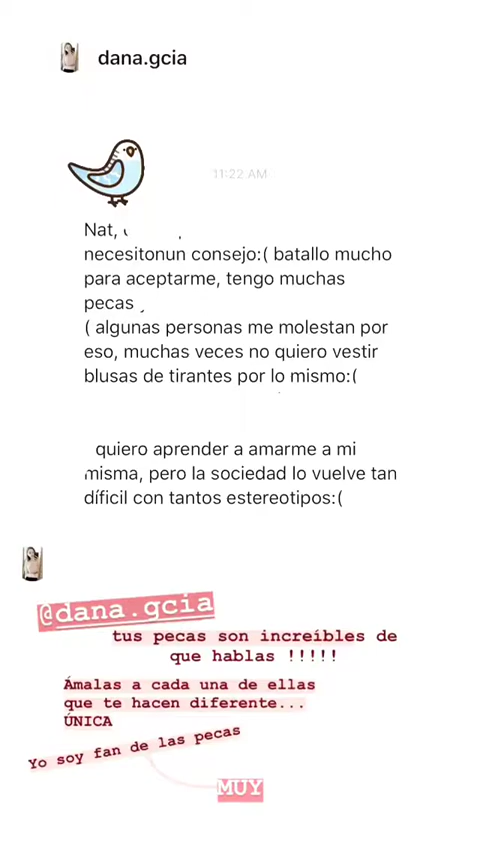 dana.gcia
11:22 AM
Nat,
necesitonun consejo:( batallo mucho
para aceptarme, tengo muchas
pecas
( algunas personas me molestan por
eso, muchas veces no quiero vestir
blusas de tirantes por lo mismo:(
quiero aprender a amarme a mi
misma, pero la sociedad lo vuelve tan
díficil con tantos estereotipos:(
@dana.gcia
tus pecas son increíbles de
que hablas !!!!!
Ámalas a cada una de ellas
que te hacen diferente...
ÚNICA
Yo soy fan de las pecas
MUY